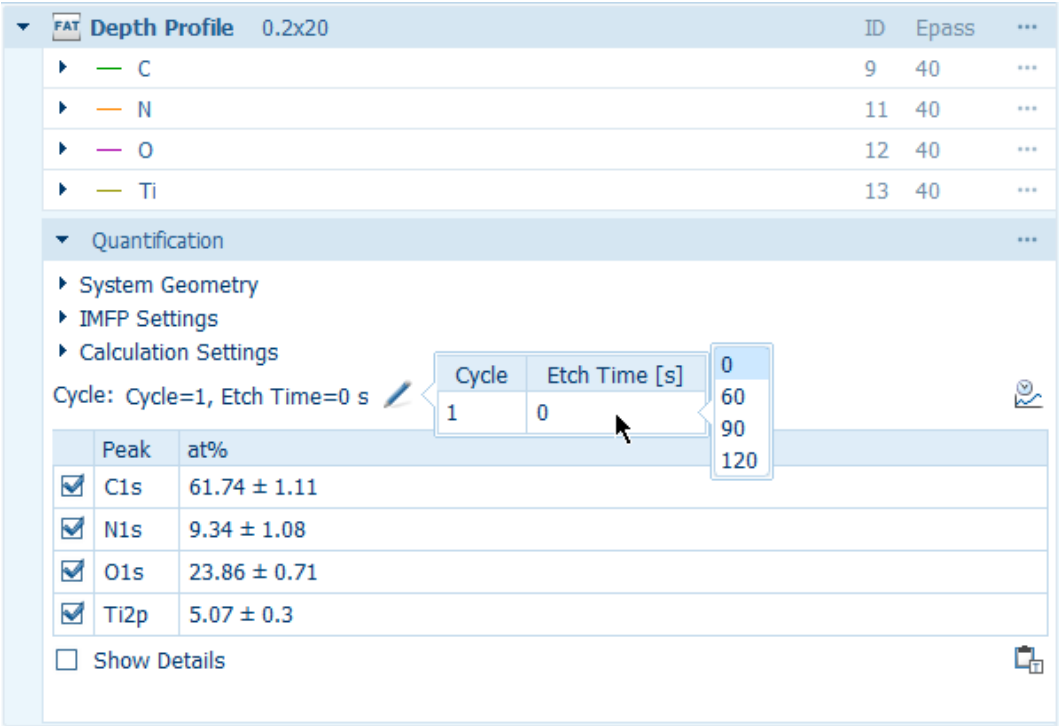 FAT Depth Profile 0.2x20 ID Epass ...
C 9 40 ...
N 11 40 ...
O 12 40 ...
Ti 13 40 ...
Quantification ...
System Geometry
IMFP Settings
Calculation Settings
Cycle: Cycle=1, Etch Time=0 s
Cycle Etch Time [s]
1 0
0
60
90
120
Peak at%
C1s 61.74 ± 1.11
N1s 9.34 ± 1.08
O1s 23.86 ± 0.71
Ti2p 5.07 ± 0.3
Show Details
T